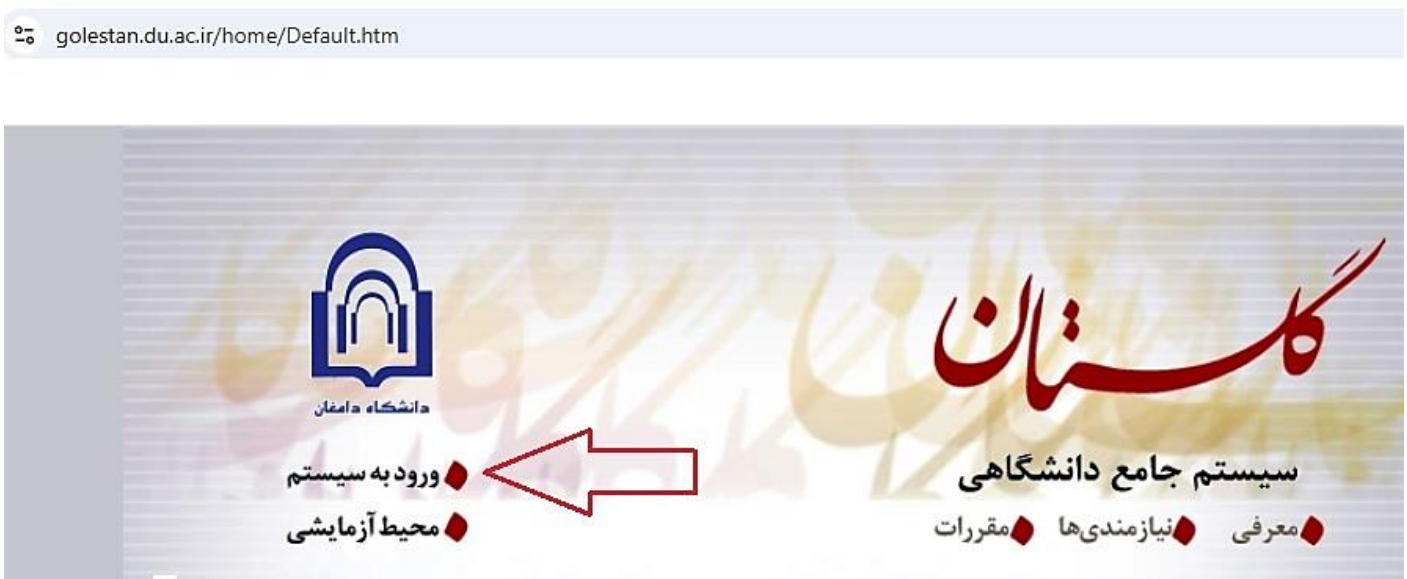 golestan.du.ac.ir/home/Default.htm
گلستان
دانشگاه دامغان
سیستم جامع دانشگاهی
ورود به سیستم
معرفی نیازمندی‌ها مقررات
محیط آزمایشی